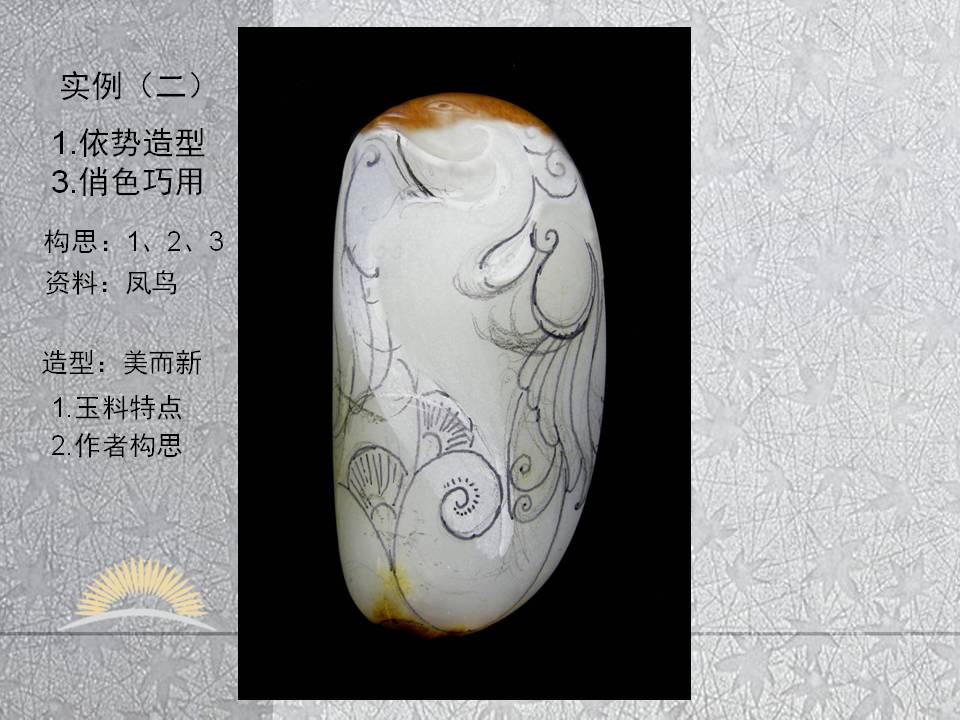 实例（二）
1.依势造型
3.俏色巧用
构思：1、2、3
资料：凤鸟
造型：美而新
1.玉料特点
2.作者构思